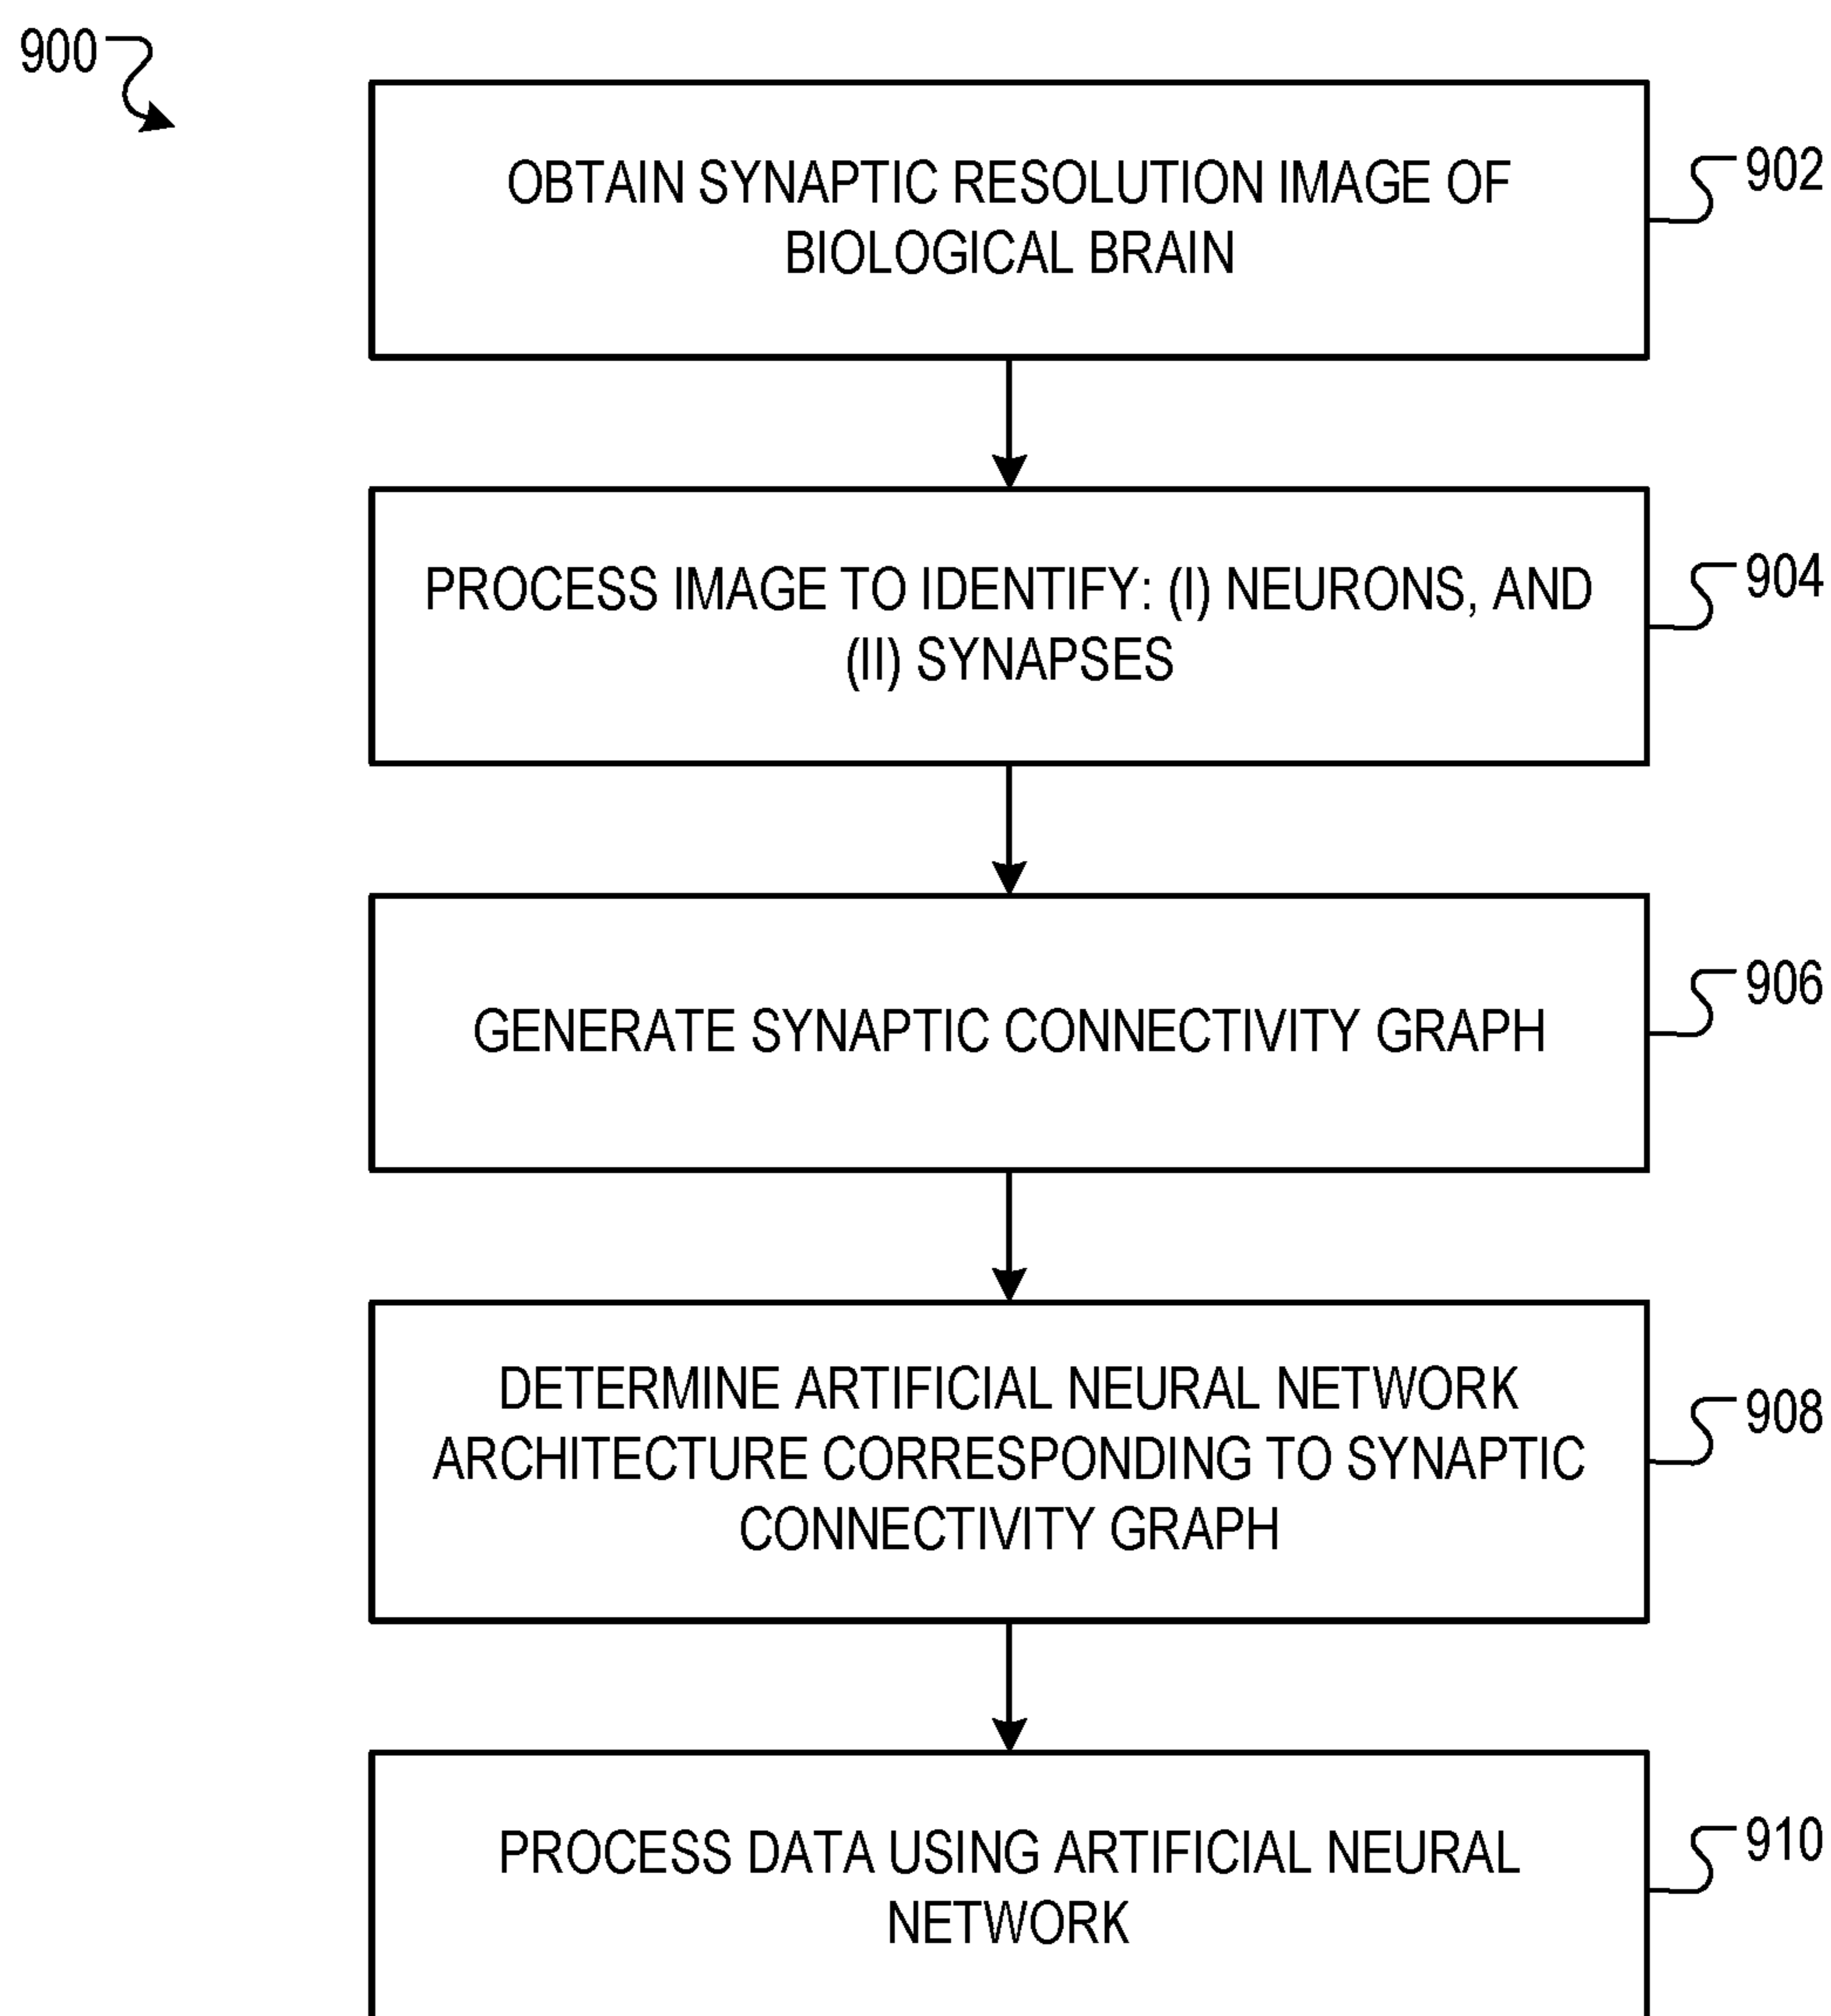 900
OBTAIN SYNAPTIC RESOLUTION IMAGE OF
BIOLOGICAL BRAIN
902
PROCESS IMAGE TO IDENTIFY: (I) NEURONS, AND
(II) SYNAPSES
904
GENERATE SYNAPTIC CONNECTIVITY GRAPH
906
DETERMINE ARTIFICIAL NEURAL NETWORK
ARCHITECTURE CORRESPONDING TO SYNAPTIC
CONNECTIVITY GRAPH
908
PROCESS DATA USING ARTIFICIAL NEURAL
NETWORK
910